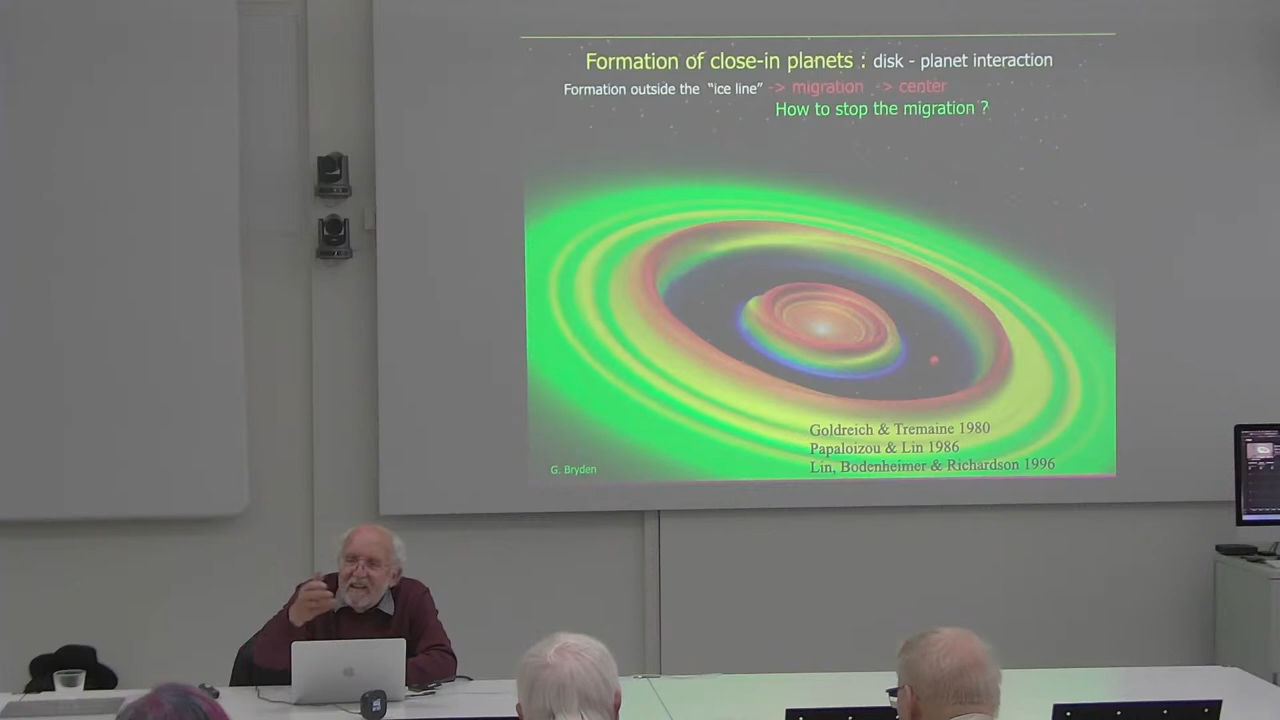 Formation of close-in planets : disk - planet interaction
Formation outside the “ice line” -> migration -> center
How to stop the migration ?
Goldreich & Tremaine 1980
Papaloizou & Lin 1986
Lin, Bodenheimer & Richardson 1996
G. Bryden